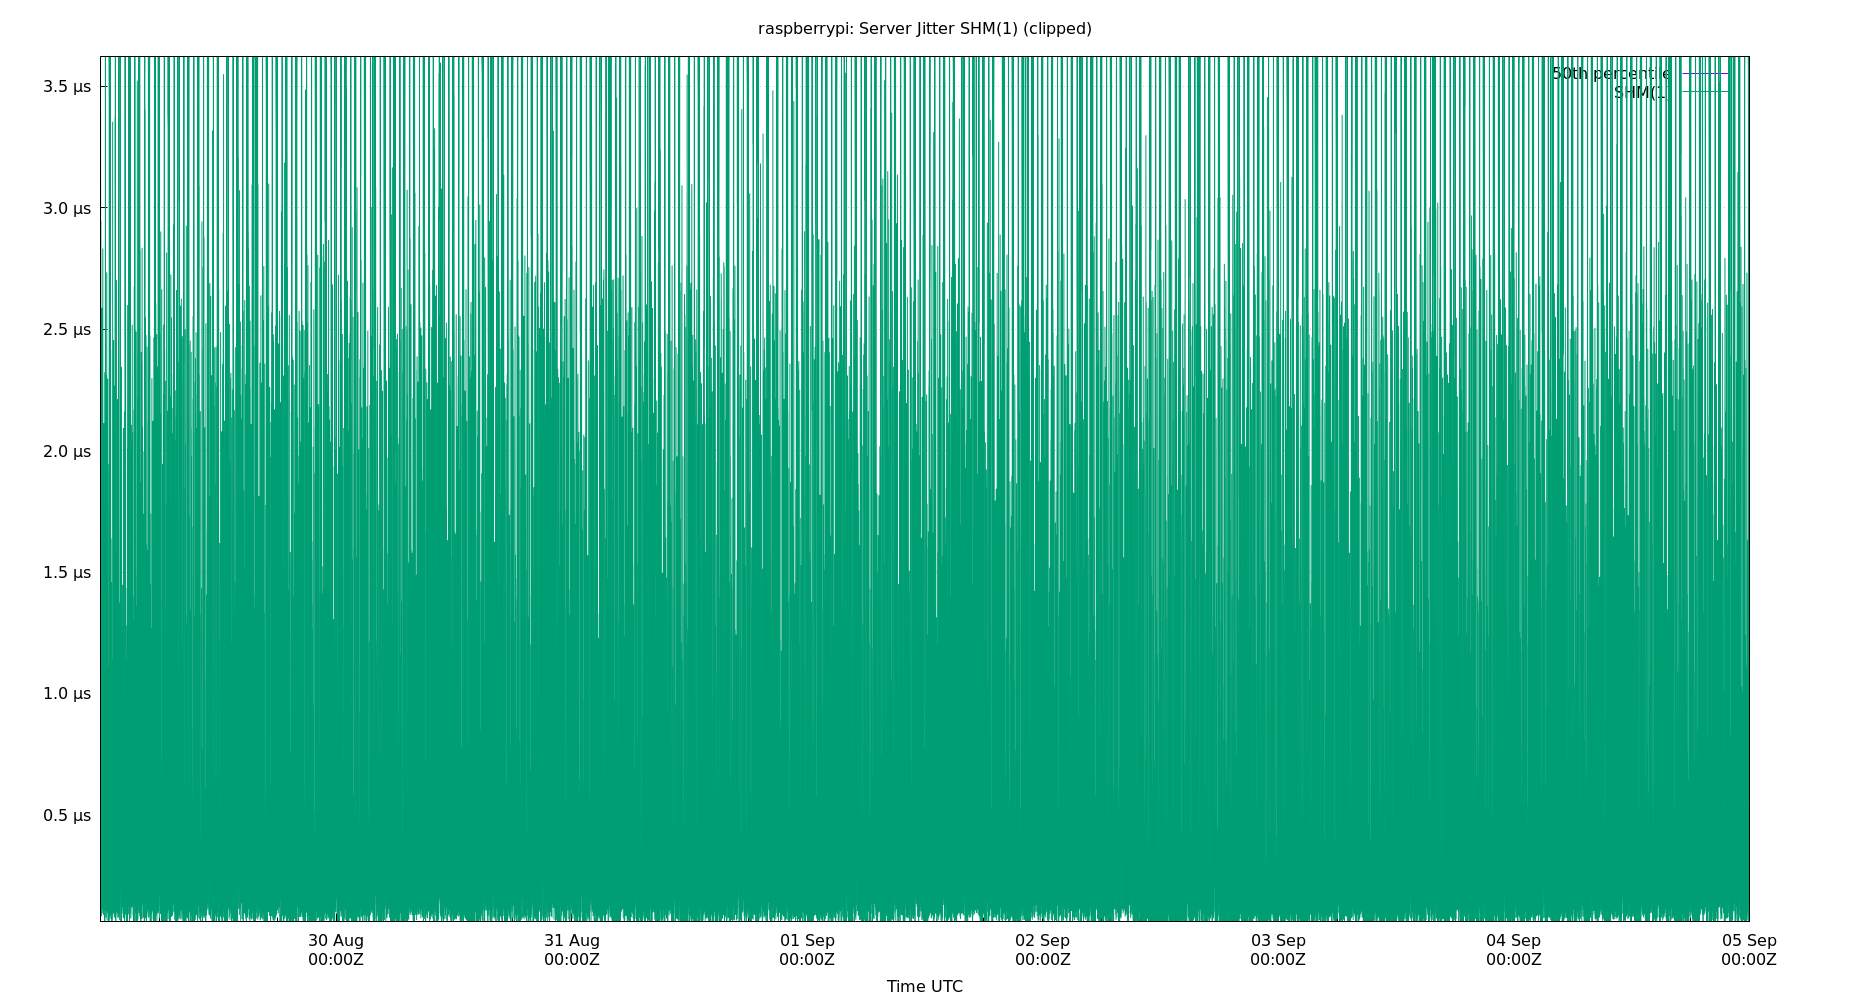 raspberrypi: Server Jitter SHM(1) (clipped)
50th percentile
SHM(1)
3.5 µs
3.0 µs
2.5 µs
2.0 µs
1.5 µs
1.0 µs
0.5 µs
30 Aug 31 Aug 01 Sep 02 Sep 03 Sep 04 Sep 05 Sep
00:00Z 00:00Z 00:00Z 00:00Z 00:00Z 00:00Z 00:00Z
Time UTC